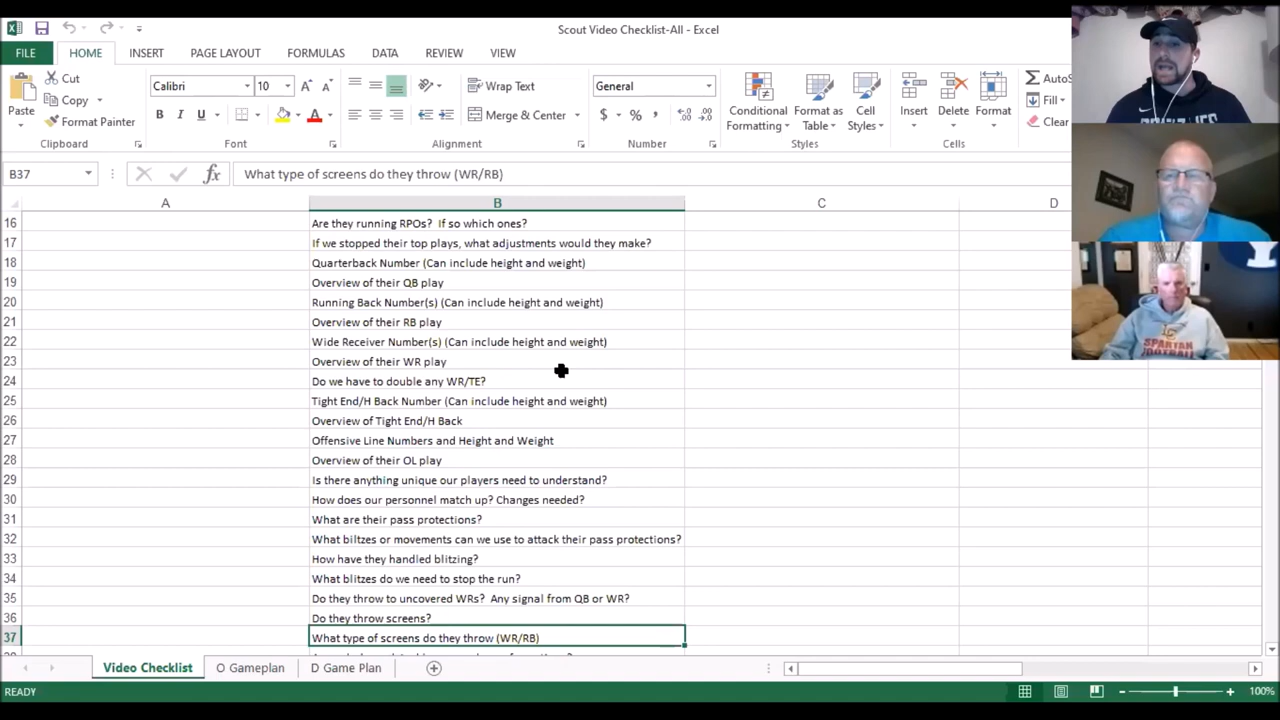 Scout Video Checklist-All - Excel
FILE HOME INSERT PAGE LAYOUT FORMULAS DATA REVIEW VIEW
Paste
Cut
Copy
Format Painter
Clipboard
Calibri 10
B I U
Font
Wrap Text
Merge & Center
Alignment
General
$ % ,
Number
Conditional Formatting
Format as Table
Cell Styles
Styles
Insert
Delete
Format
Cells
AutoS
Fill
Clear
B37 What type of screens do they throw (WR/RB)
A B C D
16 Are they running RPOs? If so which ones?
17 If we stopped their top plays, what adjustments would they make?
18 Quarterback Number (Can include height and weight)
19 Overview of their QB play
20 Running Back Number(s) (Can include height and weight)
21 Overview of their RB play
22 Wide Receiver Number(s) (Can include height and weight)
23 Overview of their WR play
24 Do we have to double any WR/TE?
25 Tight End/H Back Number (Can include height and weight)
26 Overview of Tight End/H Back
27 Offensive Line Numbers and Height and Weight
28 Overview of their OL play
29 Is there anything unique our players need to understand?
30 How does our personnel match up? Changes needed?
31 What are their pass protections?
32 What biltzes or movements can we use to attack their pass protections?
33 How have they handled blitzing?
34 What blitzes do we need to stop the run?
35 Do they throw to uncovered WRs? Any signal from QB or WR?
36 Do they throw screens?
37 What type of screens do they throw (WR/RB)
Video Checklist O Gameplan D Game Plan
READY 100%
SPARTAN
FOOTBALL